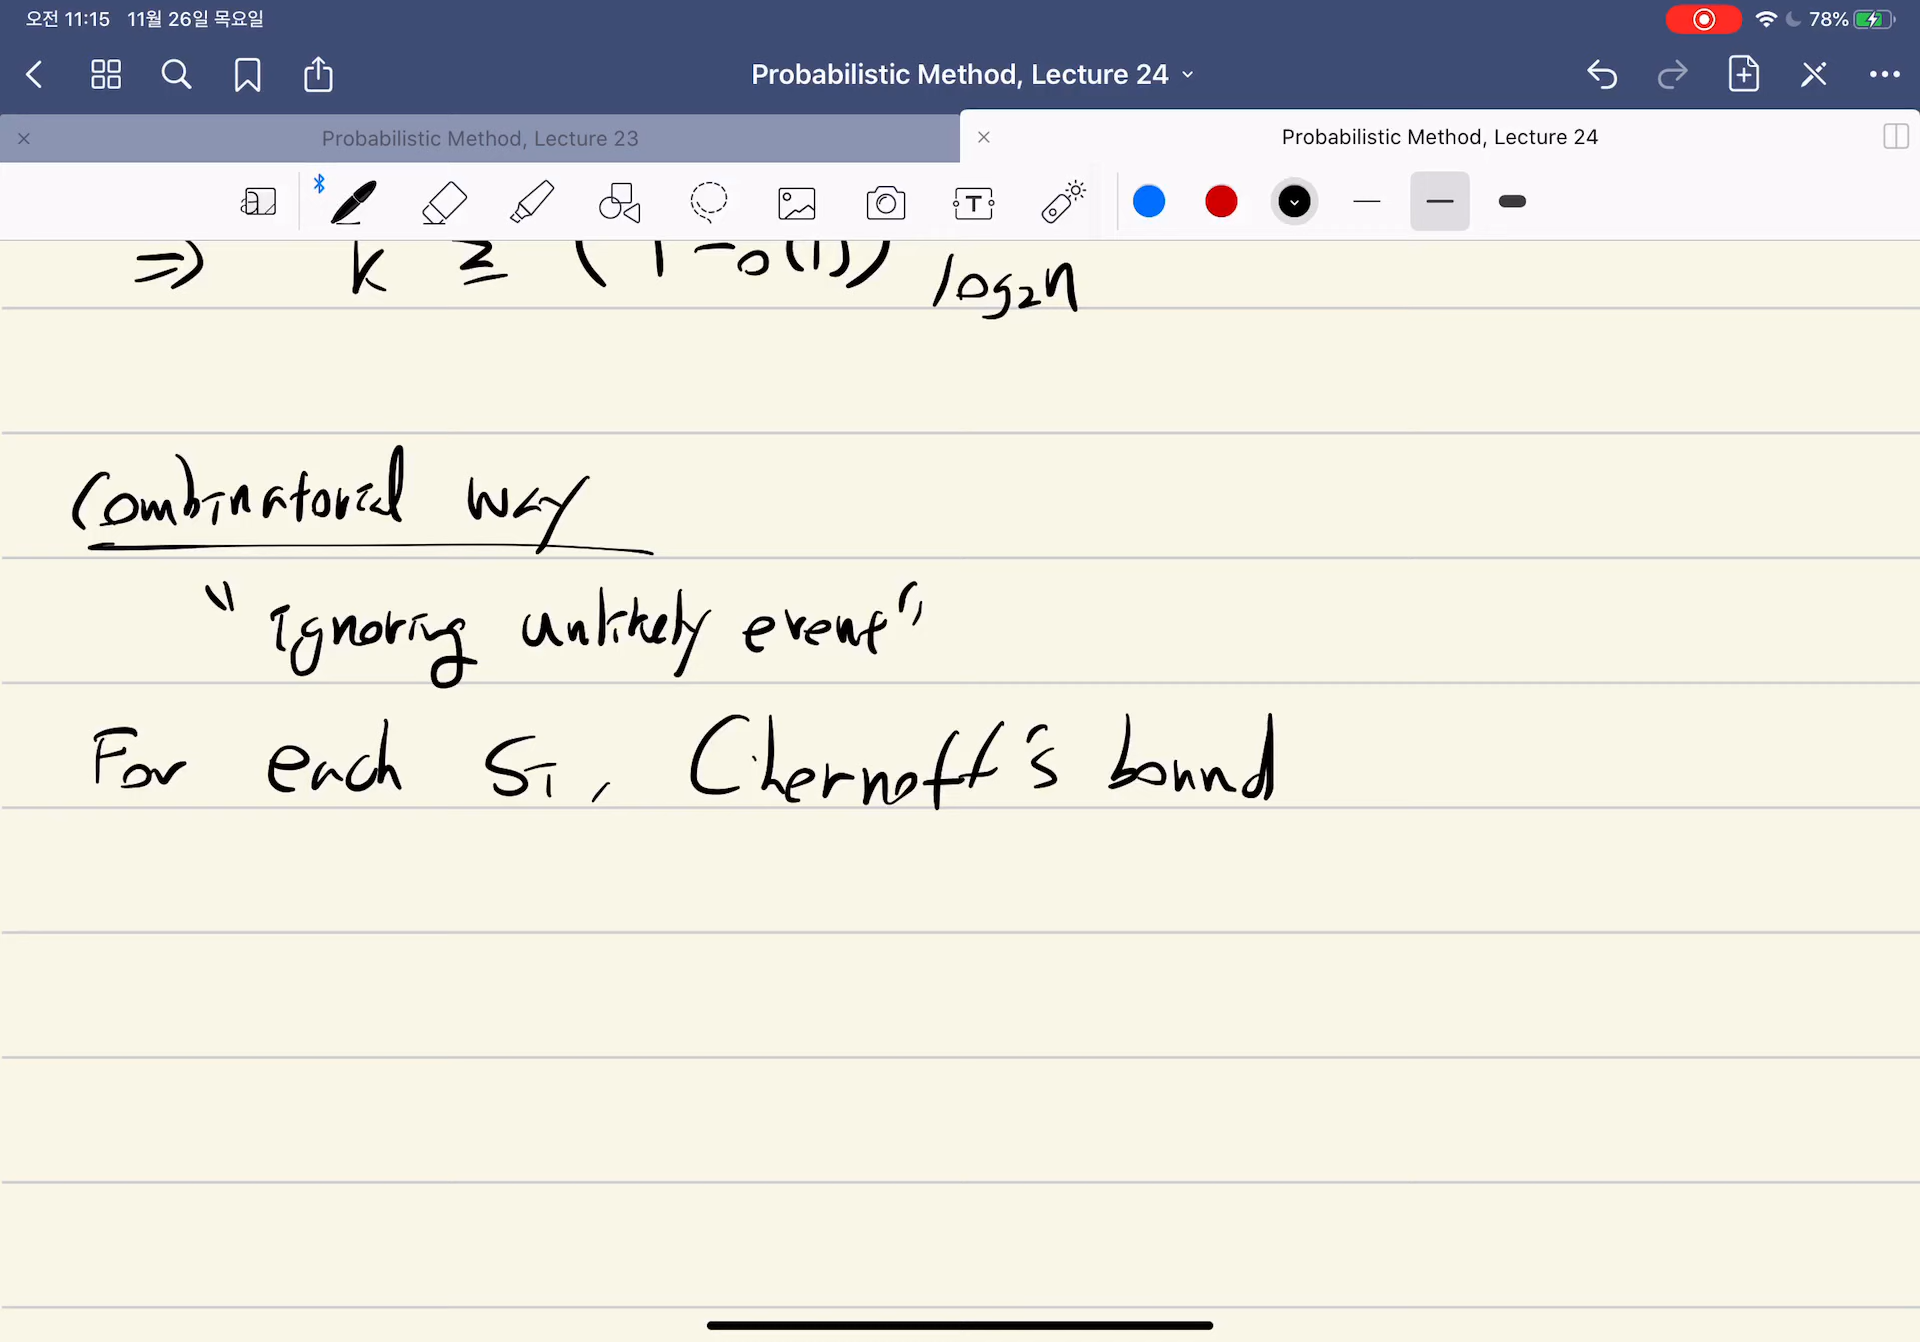 오전 11:15 11월 26일 목요일 78%
Probabilistic Method, Lecture 24
Probabilistic Method, Lecture 23 Probabilistic Method, Lecture 24
⇒ k ≥ (1-o(1)) log₂n
Combinatorial way
"ignoring unlikely event"
For each Si, Chernoff's bound